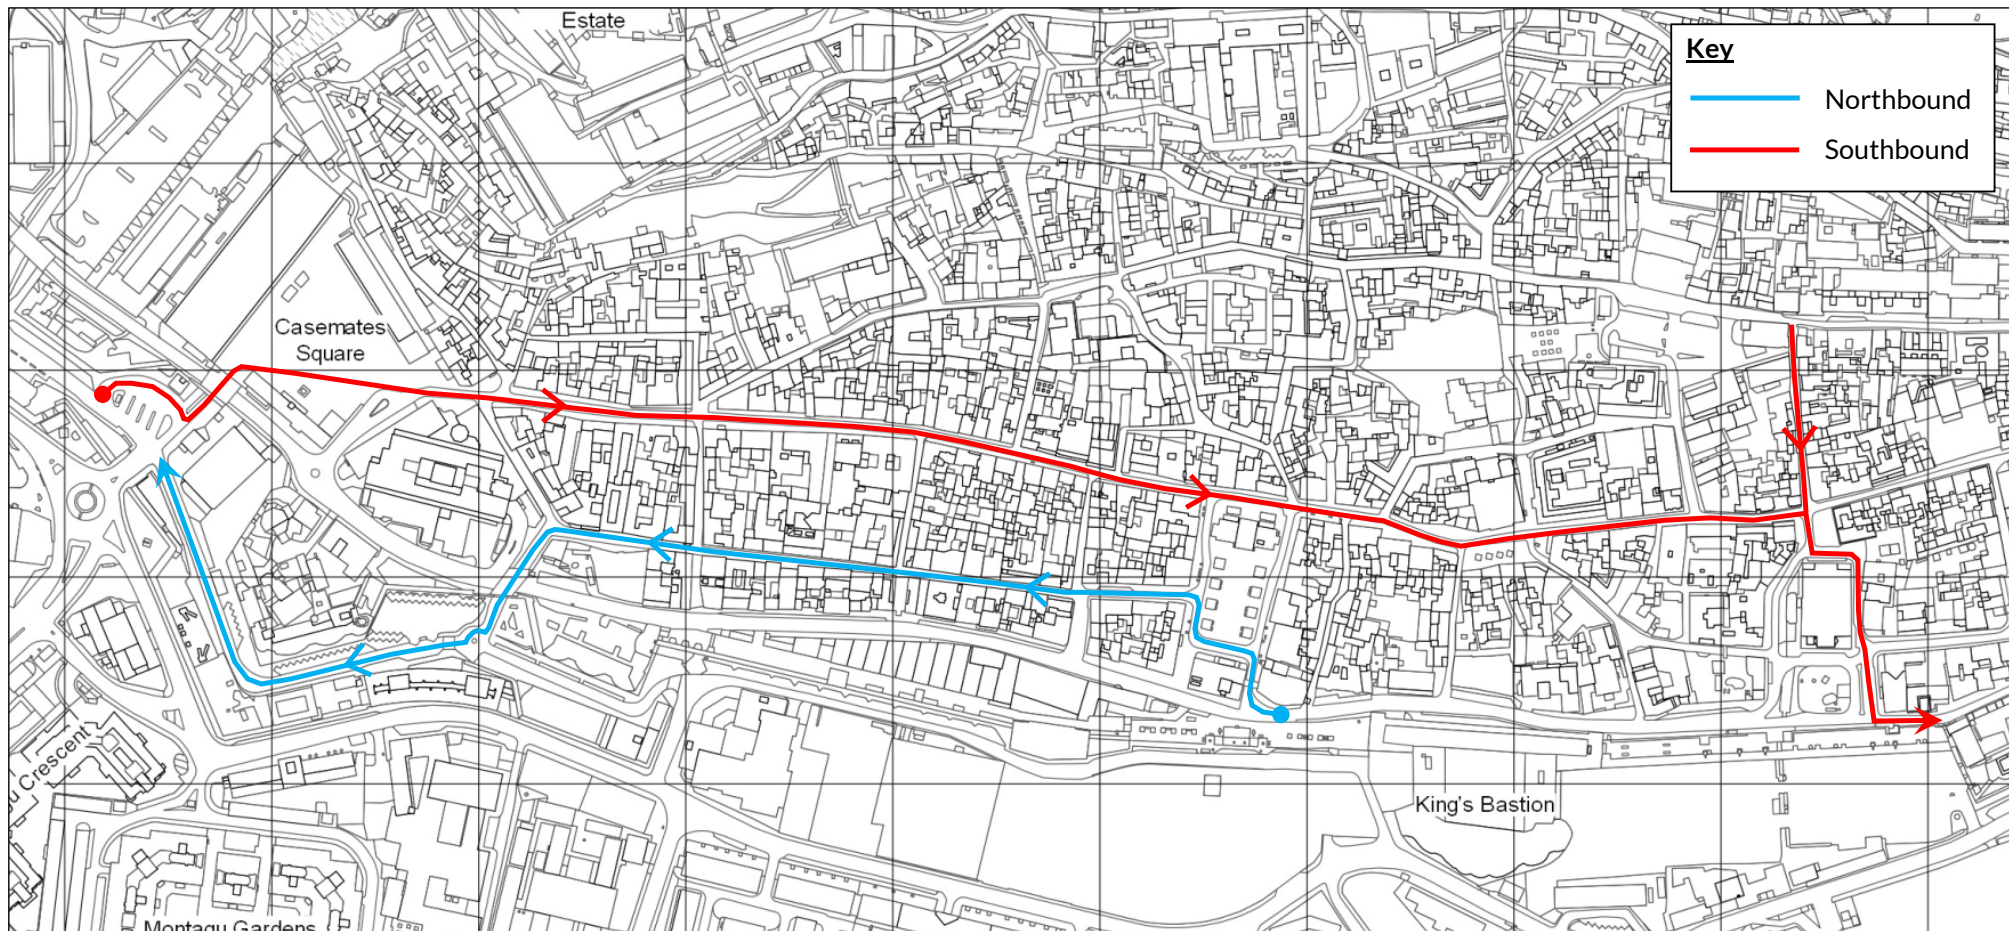 Estate
Key
Northbound
Southbound
Casemates
Square
u Crescent
King's Bastion
Montagu Gardens